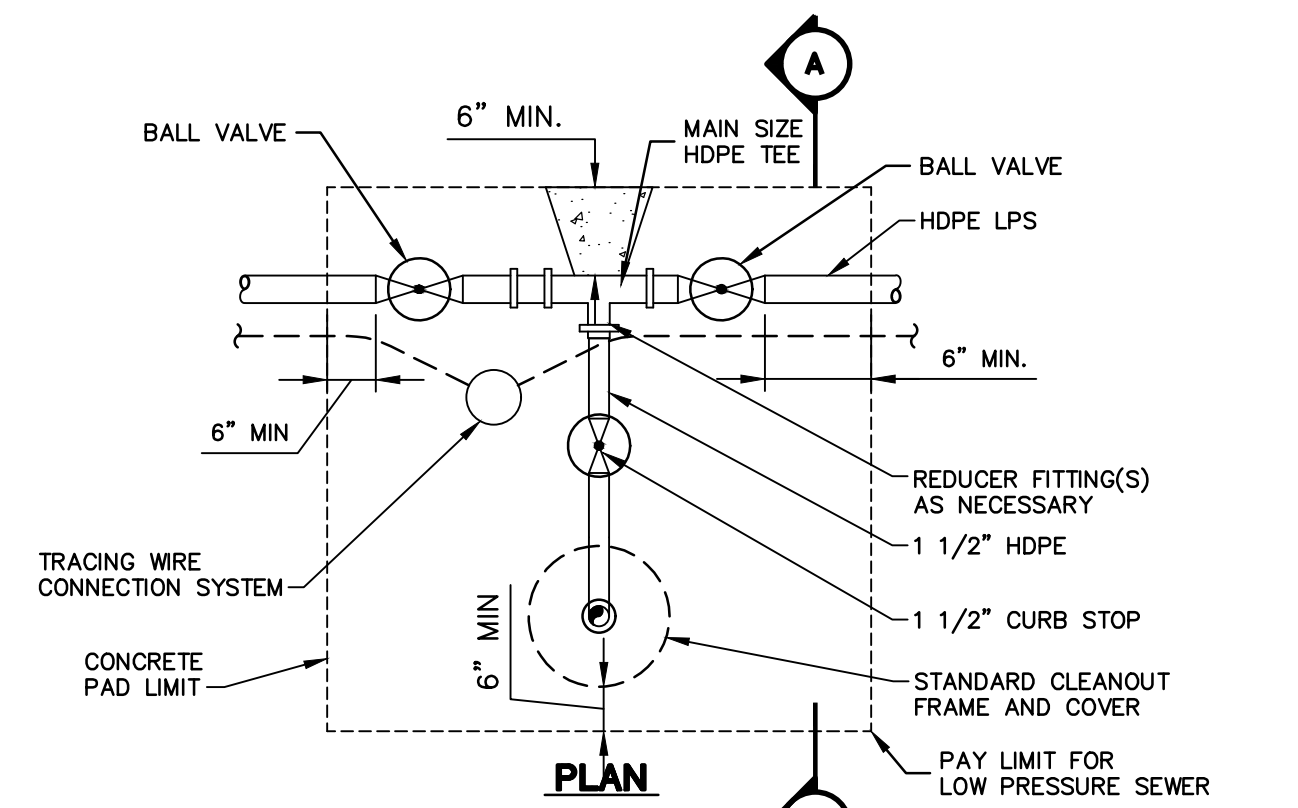 A
6” MIN.
MAIN SIZE
HDPE TEE
BALL VALVE
BALL VALVE
HDPE LPS
6” MIN.
6” MIN
REDUCER FITTING(S)
AS NECESSARY
1 1/2” HDPE
TRACING WIRE
CONNECTION SYSTEM
6” MIN
1 1/2” CURB STOP
CONCRETE
PAD LIMIT
STANDARD CLEANOUT
FRAME AND COVER
PLAN
PAY LIMIT FOR
LOW PRESSURE SEWER